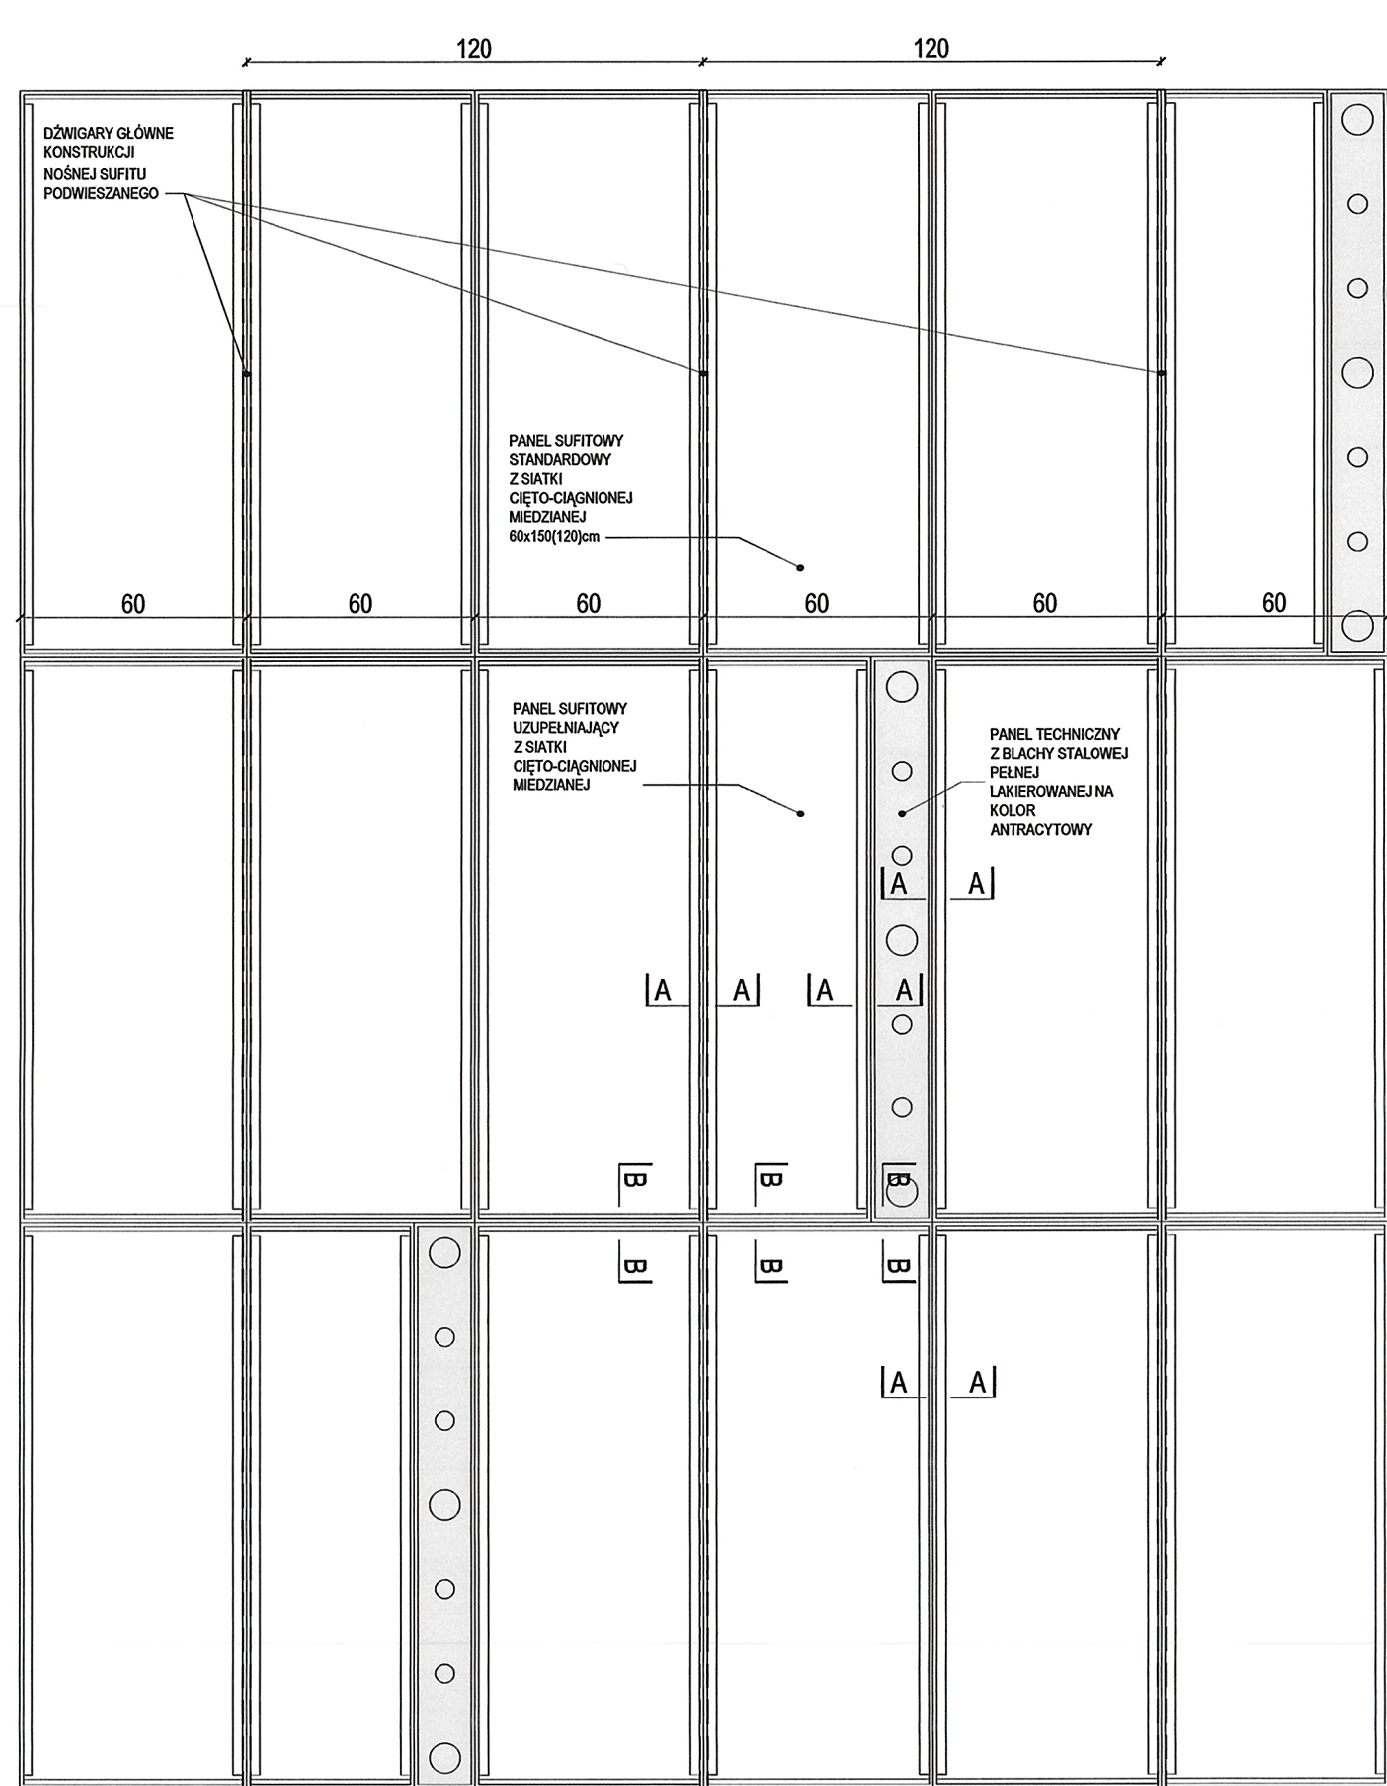 120
120
DŹWIGARY GŁÓWNE
KONSTRUKCJI
NOŚNEJ SUFITU
PODWIESZANEGO
PANEL SUFITOWY
STANDARDOWY
Z SIATKI
CIĘTO-CIĄGNIONEJ
MIEDZIANEJ
60x150(120)cm
60
60
60
60
60
60
PANEL SUFITOWY
UZUPEŁNIAJĄCY
Z SIATKI
CIĘTO-CIĄGNIONEJ
MIEDZIANEJ
PANEL TECHNICZNY
Z BLACHY STALOWEJ
PEŁNEJ
LAKIEROWANEJ NA
KOLOR
ANTRACYTOWY
A
A
A
A
A
A
B
B
B
B
B
B
A
A